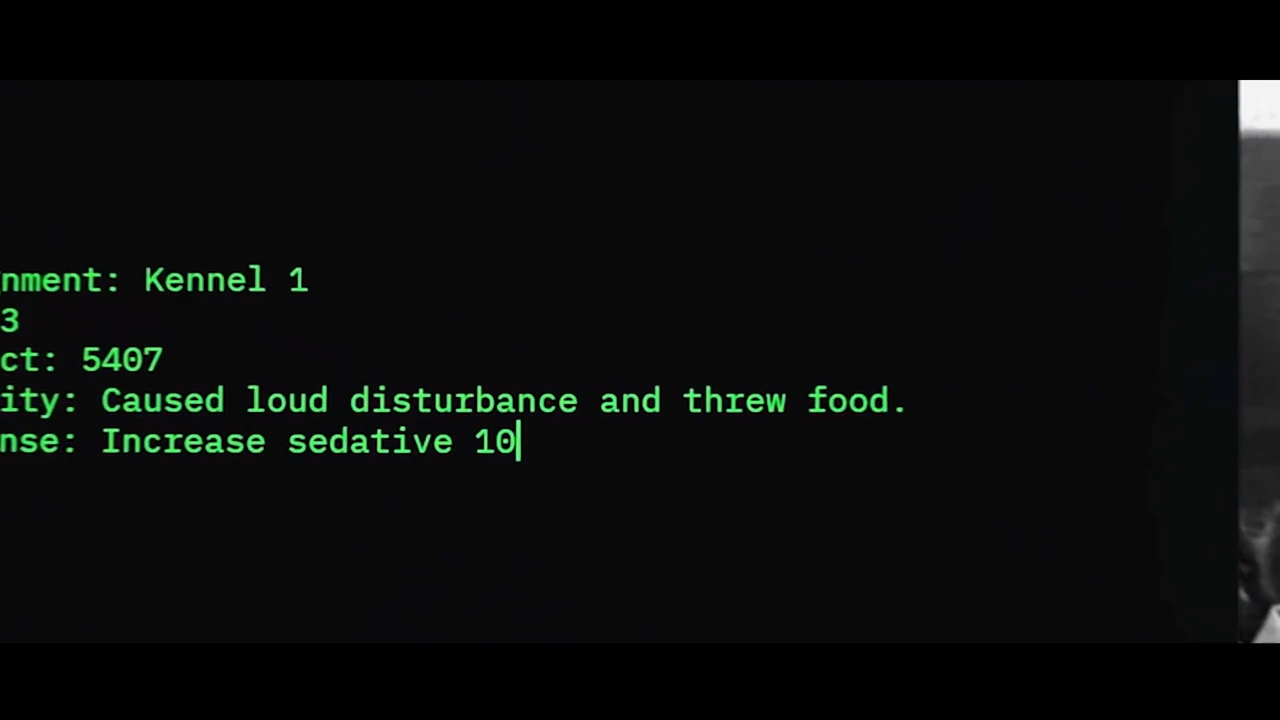 nment: Kennel 1
3
ct: 5407
ity: Caused loud disturbance and threw food.
nse: Increase sedative 10